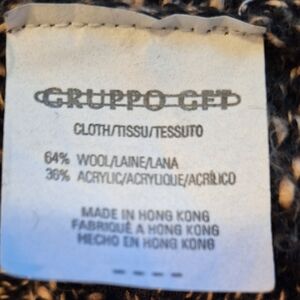 GRUPPO GFT
CLOTH/TISSU/TESSUTO
64% WOOL/LAINE/LANA
36% ACRYLIC/ACRYLIQUE/ACRÍLICO
MADE IN HONG KONG
FABRIQUÉ À HONG KONG
HECHO EN HONG KONG